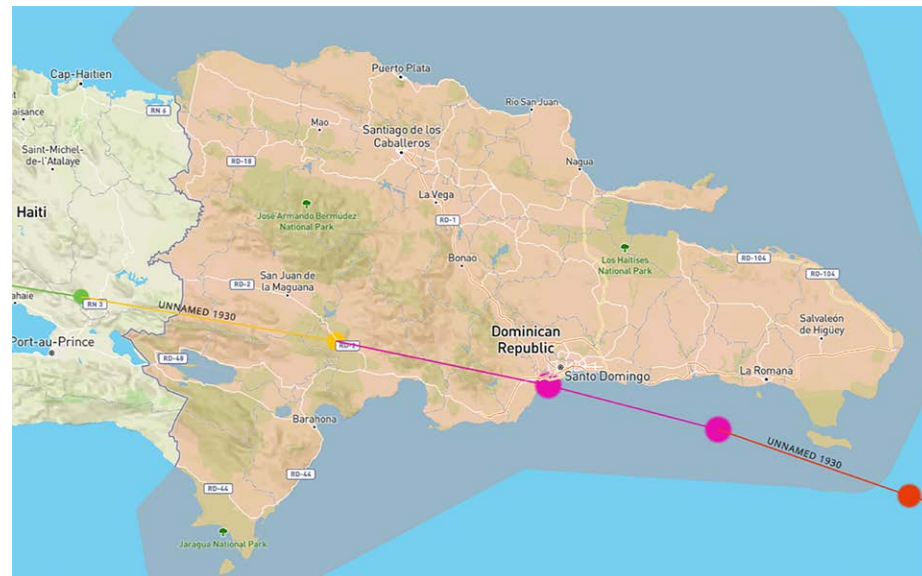 Puerto Plata
Cap-Haïtien
Río San Juan
RN 6
Mao
aisance
Santiago de los
Caballeros
Saint-Michel-
de-l'Atalaye
RD-18
Nagua
La Vega
Haiti
José Armando Bermúdez
National Park
RD-1
Bonao
Los Haitises
National Park
RD-104
RD-104
San Juan de
la Maguana
RD-2
ahaie
RN 3
UNNAMED 1930
Salvaleón
de Higüey
Dominican
Republic
Port-au-Prince
RD-2
RD-48
Santo Domingo
La Romana
Barahona
UNNAMED 1930
RD-44
RD-44
Jaragua National Park